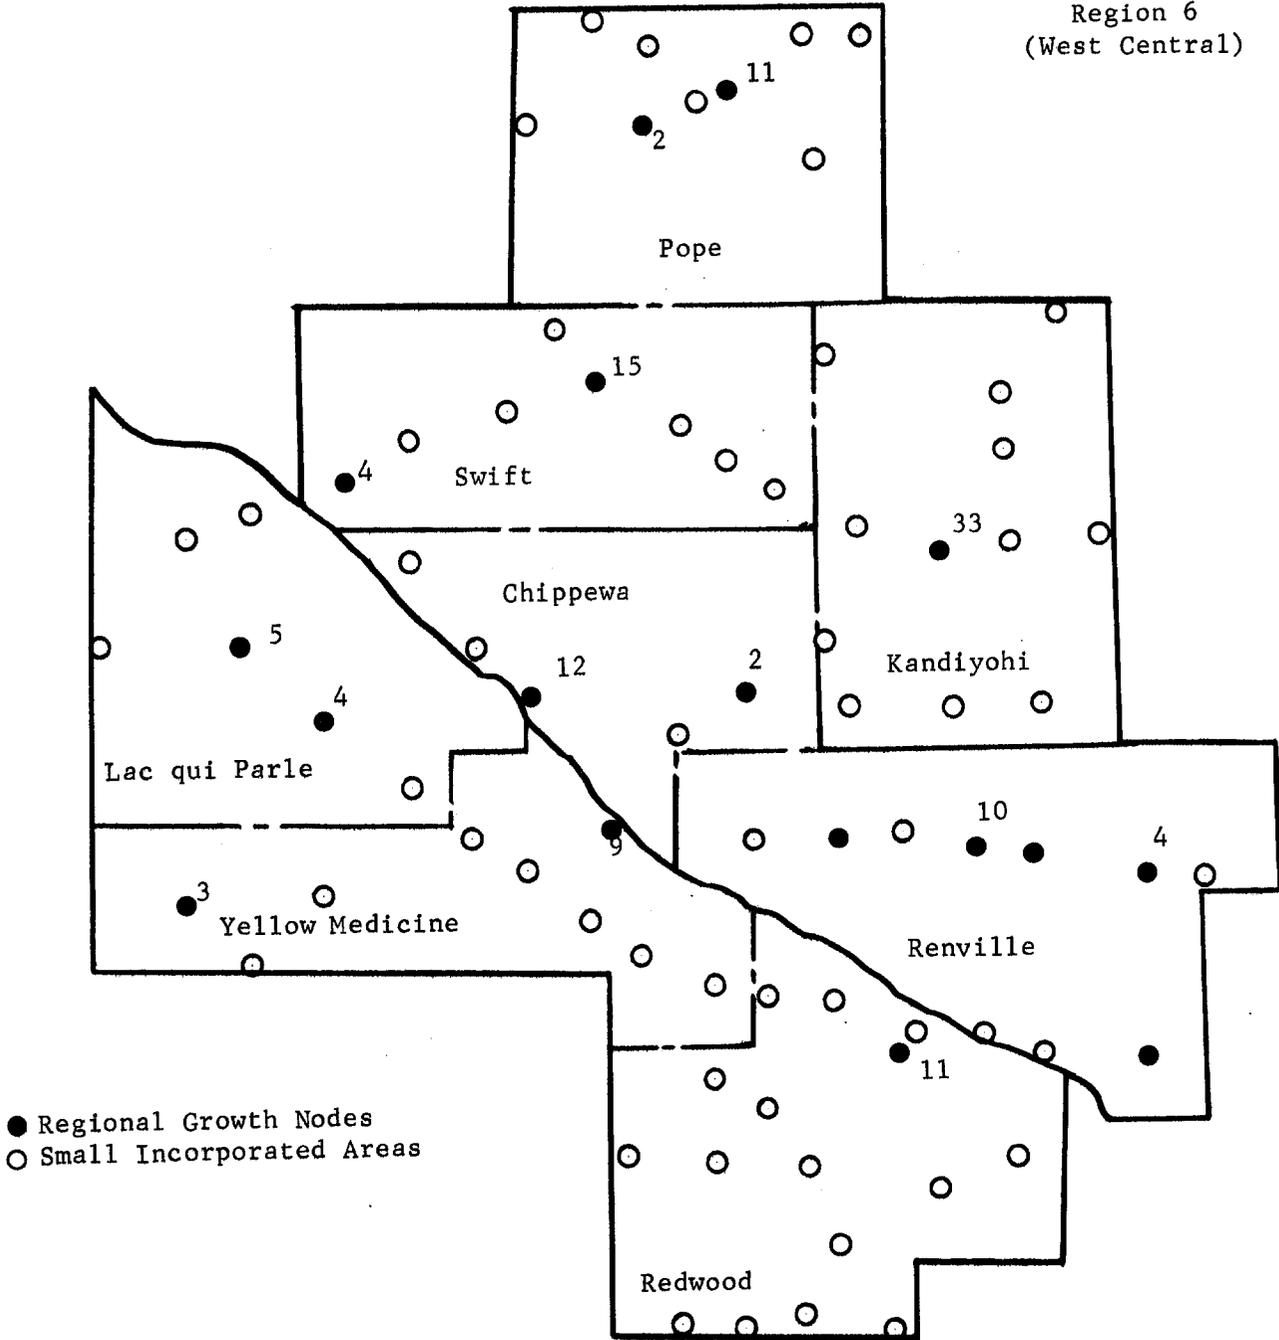 Region 6
(West Central)
11
2
Pope
15
4
Swift
33
Chippewa
5
12
2
Kandiyohi
4
Lac qui Parle
10
4
9
3
Yellow Medicine
Renville
11
Regional Growth Nodes
Small Incorporated Areas
Redwood